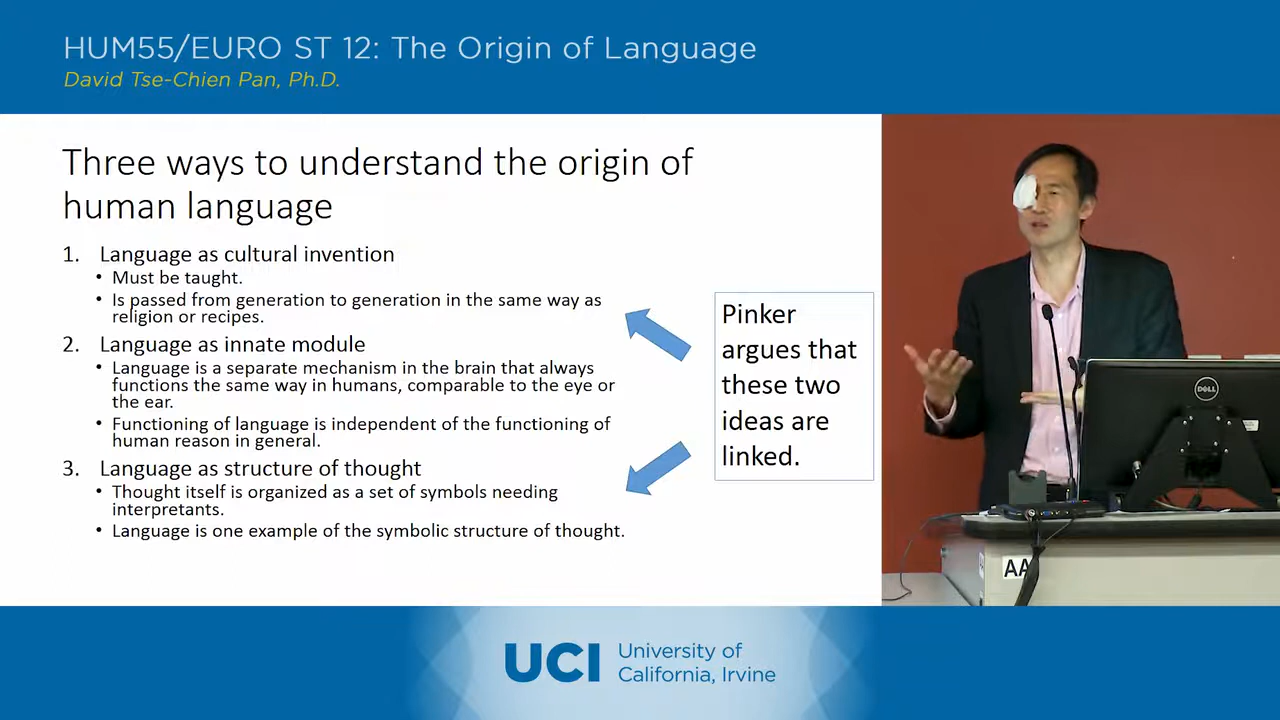 HUM55/EURO ST 12: The Origin of Language
David Tse-Chien Pan, Ph.D.
Three ways to understand the origin of
human language
1. Language as cultural invention
• Must be taught.
• Is passed from generation to generation in the same way as
religion or recipes.
2. Language as innate module
• Language is a separate mechanism in the brain that always
functions the same way in humans, comparable to the eye or
the ear.
• Functioning of language is independent of the functioning of
human reason in general.
3. Language as structure of thought
• Thought itself is organized as a set of symbols needing
interpretants.
• Language is one example of the symbolic structure of thought.
Pinker
argues that
these two
ideas are
linked.
DELL
AA
UCI
University of
California, Irvine